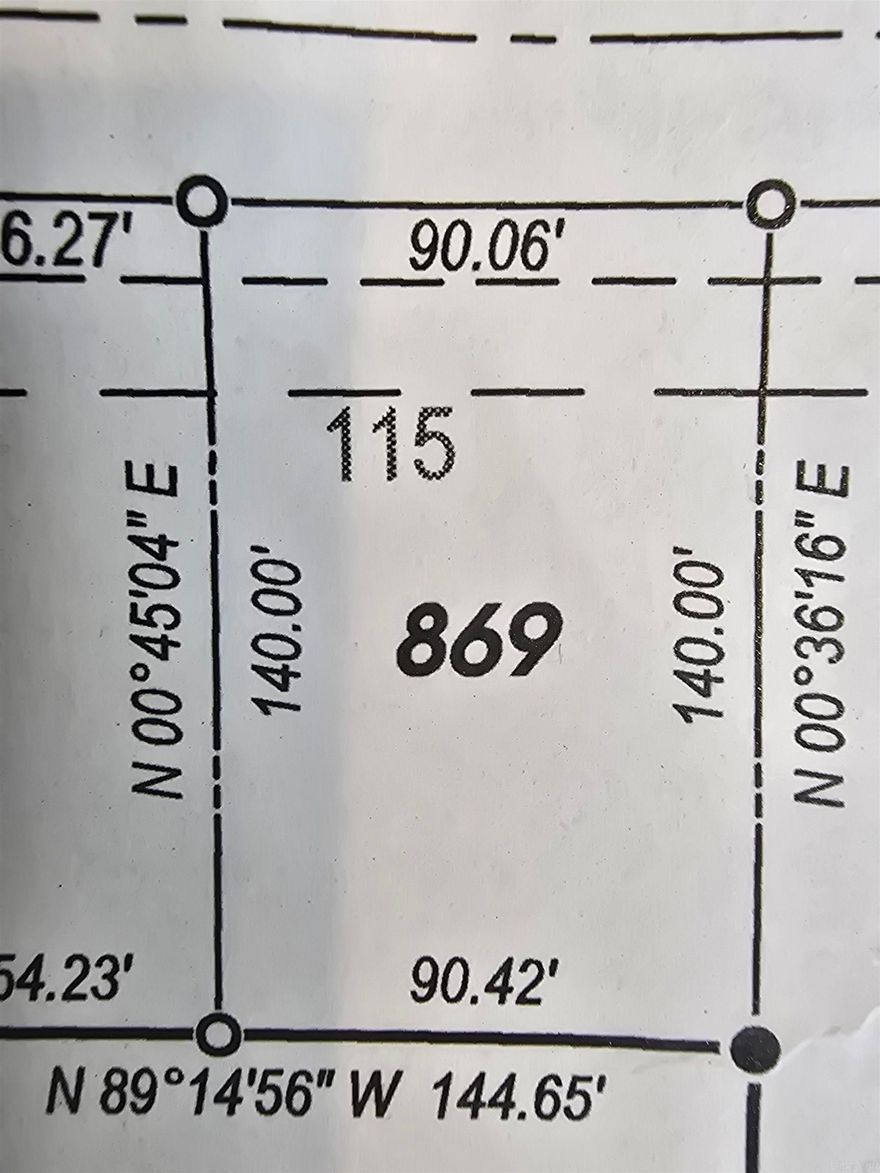 6.27'
90.06'
115
N 00°45'04" E
140.00'
869
140.00'
N 00°36'16" E
54.23'
90.42'
N 89°14'56" W 144.65'